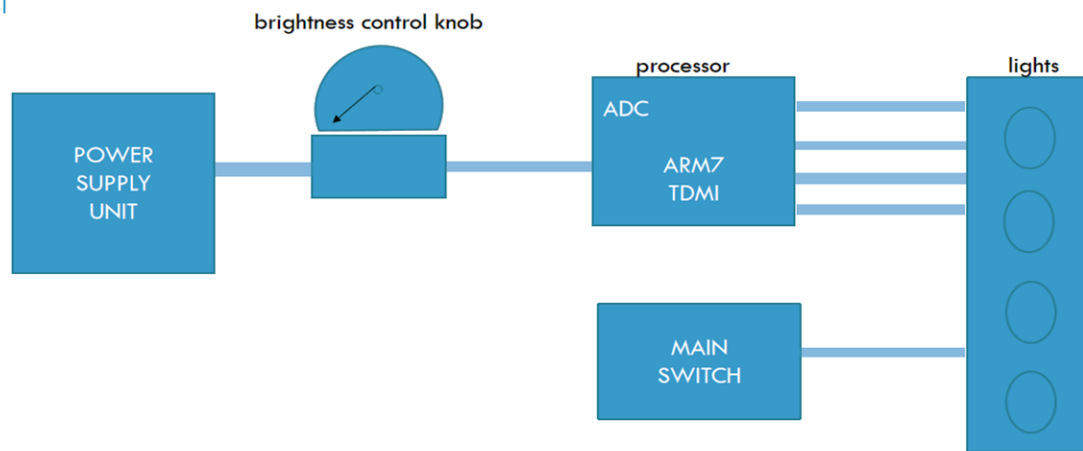 brightness control knob
processor
lights
POWER
SUPPLY
UNIT
ADC
ARM7
TDMI
MAIN
SWITCH